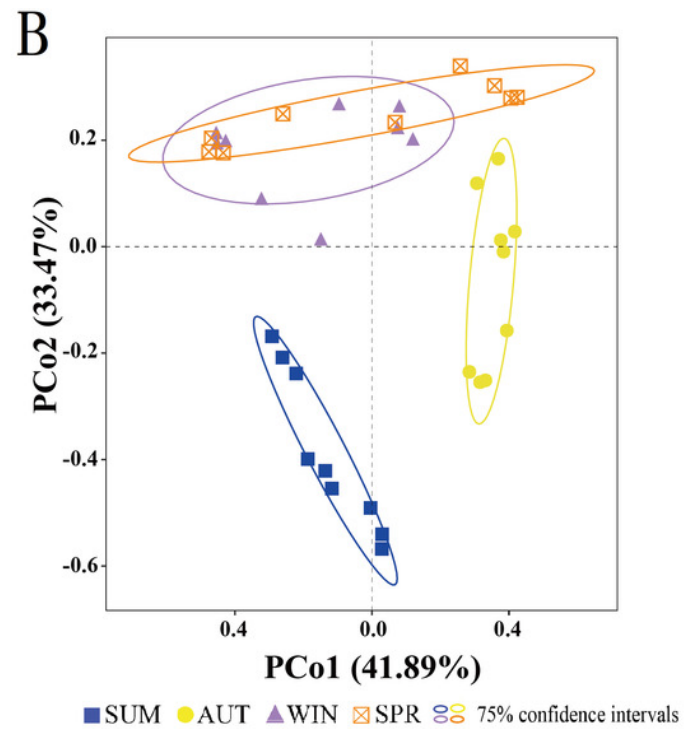 B
PCo2 (33.47%)
0.2
0.0
-0.2
-0.4
-0.6
0.4 0.0 0.4
PCo1 (41.89%)
SUM AUT WIN SPR 75% confidence intervals